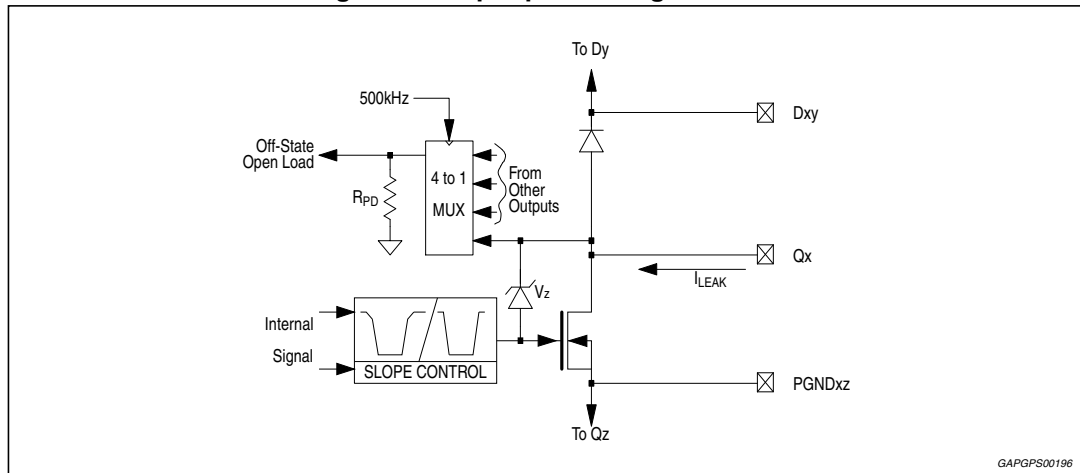 To Dy
500kHz
Dxy
Off-State
Open Load
4 to 1
MUX
From
Other
Outputs
RPD
Qx
ILEAK
Vz
Internal
Signal
SLOPE CONTROL
PGNDxz
To Qz
GAPGPS00196